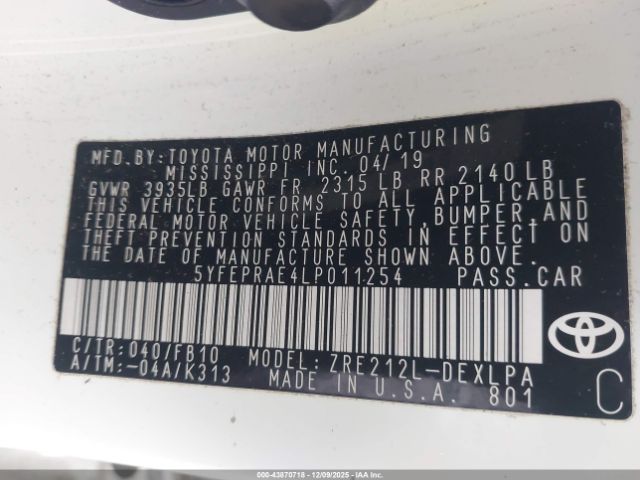 MFD. BY: TOYOTA MOTOR MANUFACTURING
MISSISSIPPI INC. 04/19
GVWR 3935LB GAWR FR 2315 LB RR 2140 LB
THIS VEHICLE CONFORMS TO ALL APPLICABLE
FEDERAL MOTOR VEHICLE SAFETY, BUMPER, AND
THEFT PREVENTION STANDARDS IN EFFECT ON
THE DATE OF MANUFACTURE SHOWN ABOVE.
5YFEPRAE4LP011254 PASS.CAR
C/TR: 040/FB10 MODEL: ZRE212L-DEXLPA
A/TM: -04A/K313 MADE IN U.S.A. 801
C
000-43870718 | 12/09/2025 - IAAI.COM